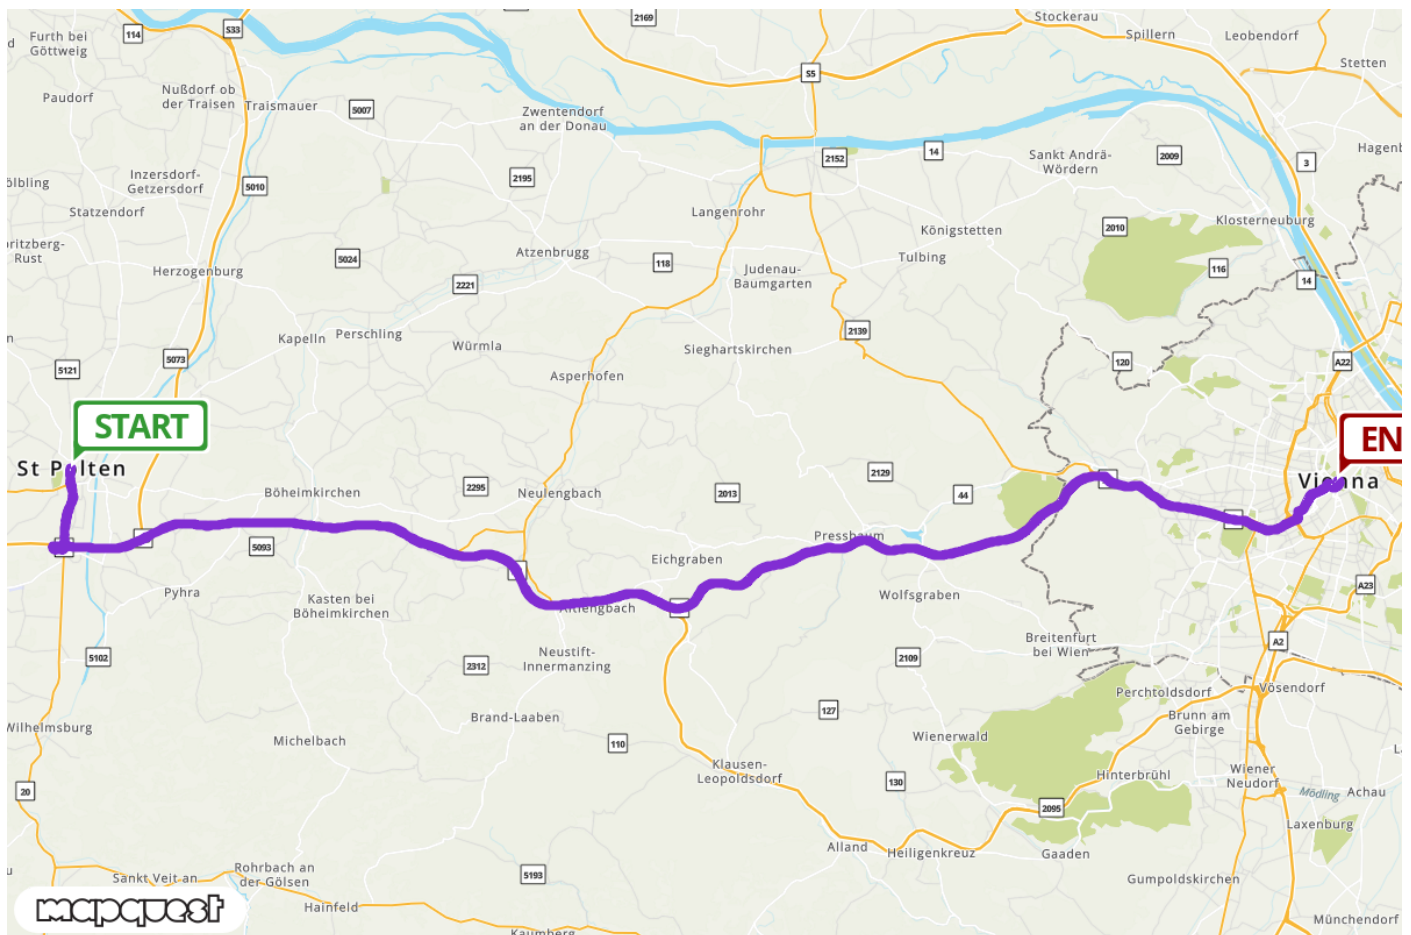 2169
Stockerau
Furth bei
Göttweig
114
S33
Spillern
Leobendorf
Stetten
S5
Paudorf
Nußdorf ob
der Traisen
Traismauer
5007
Zwentendorf
an der Donau
2152
14
Sankt Andrä-
Wördern
2009
3
Inzersdorf-
Getzersdorf
5010
2195
Statzendorf
Langenrohr
Königstetten
2010
Klosterneuburg
Rust
Herzogenburg
5024
Atzenbrugg
118
Judenau-
Baumgarten
Tulbing
116
14
2221
Kapelln
Perschling
Würmla
Sieghartskirchen
2139
120
A22
5121
5073
Asperhofen
START
EN
St Pölten
Böheimkirchen
2295
Neulengbach
2013
2129
44
Vienna
5093
Eichgraben
Pressbaum
Pyhra
Kasten bei
Böheimkirchen
Altlengbach
Wolfsgraben
A23
5102
2312
Neustift-
Innermanzing
2109
Breitenfurt
bei Wien
A2
Perchtoldsdorf
Vösendorf
Wilhelmsburg
Michelbach
Brand-Laaben
110
127
Wienerwald
Brunn am
Gebirge
20
Klausen-
Leopoldsdorf
130
2095
Hinterbrühl
Wiener
Neudorf
Mödling
Achau
Laxenburg
Alland
Heiligenkreuz
Gaaden
Sankt Veit an
Rohrbach an
der Gölsen
5193
Gumpoldskirchen
mapquest
Hainfeld
Kaumberg
Münchendorf